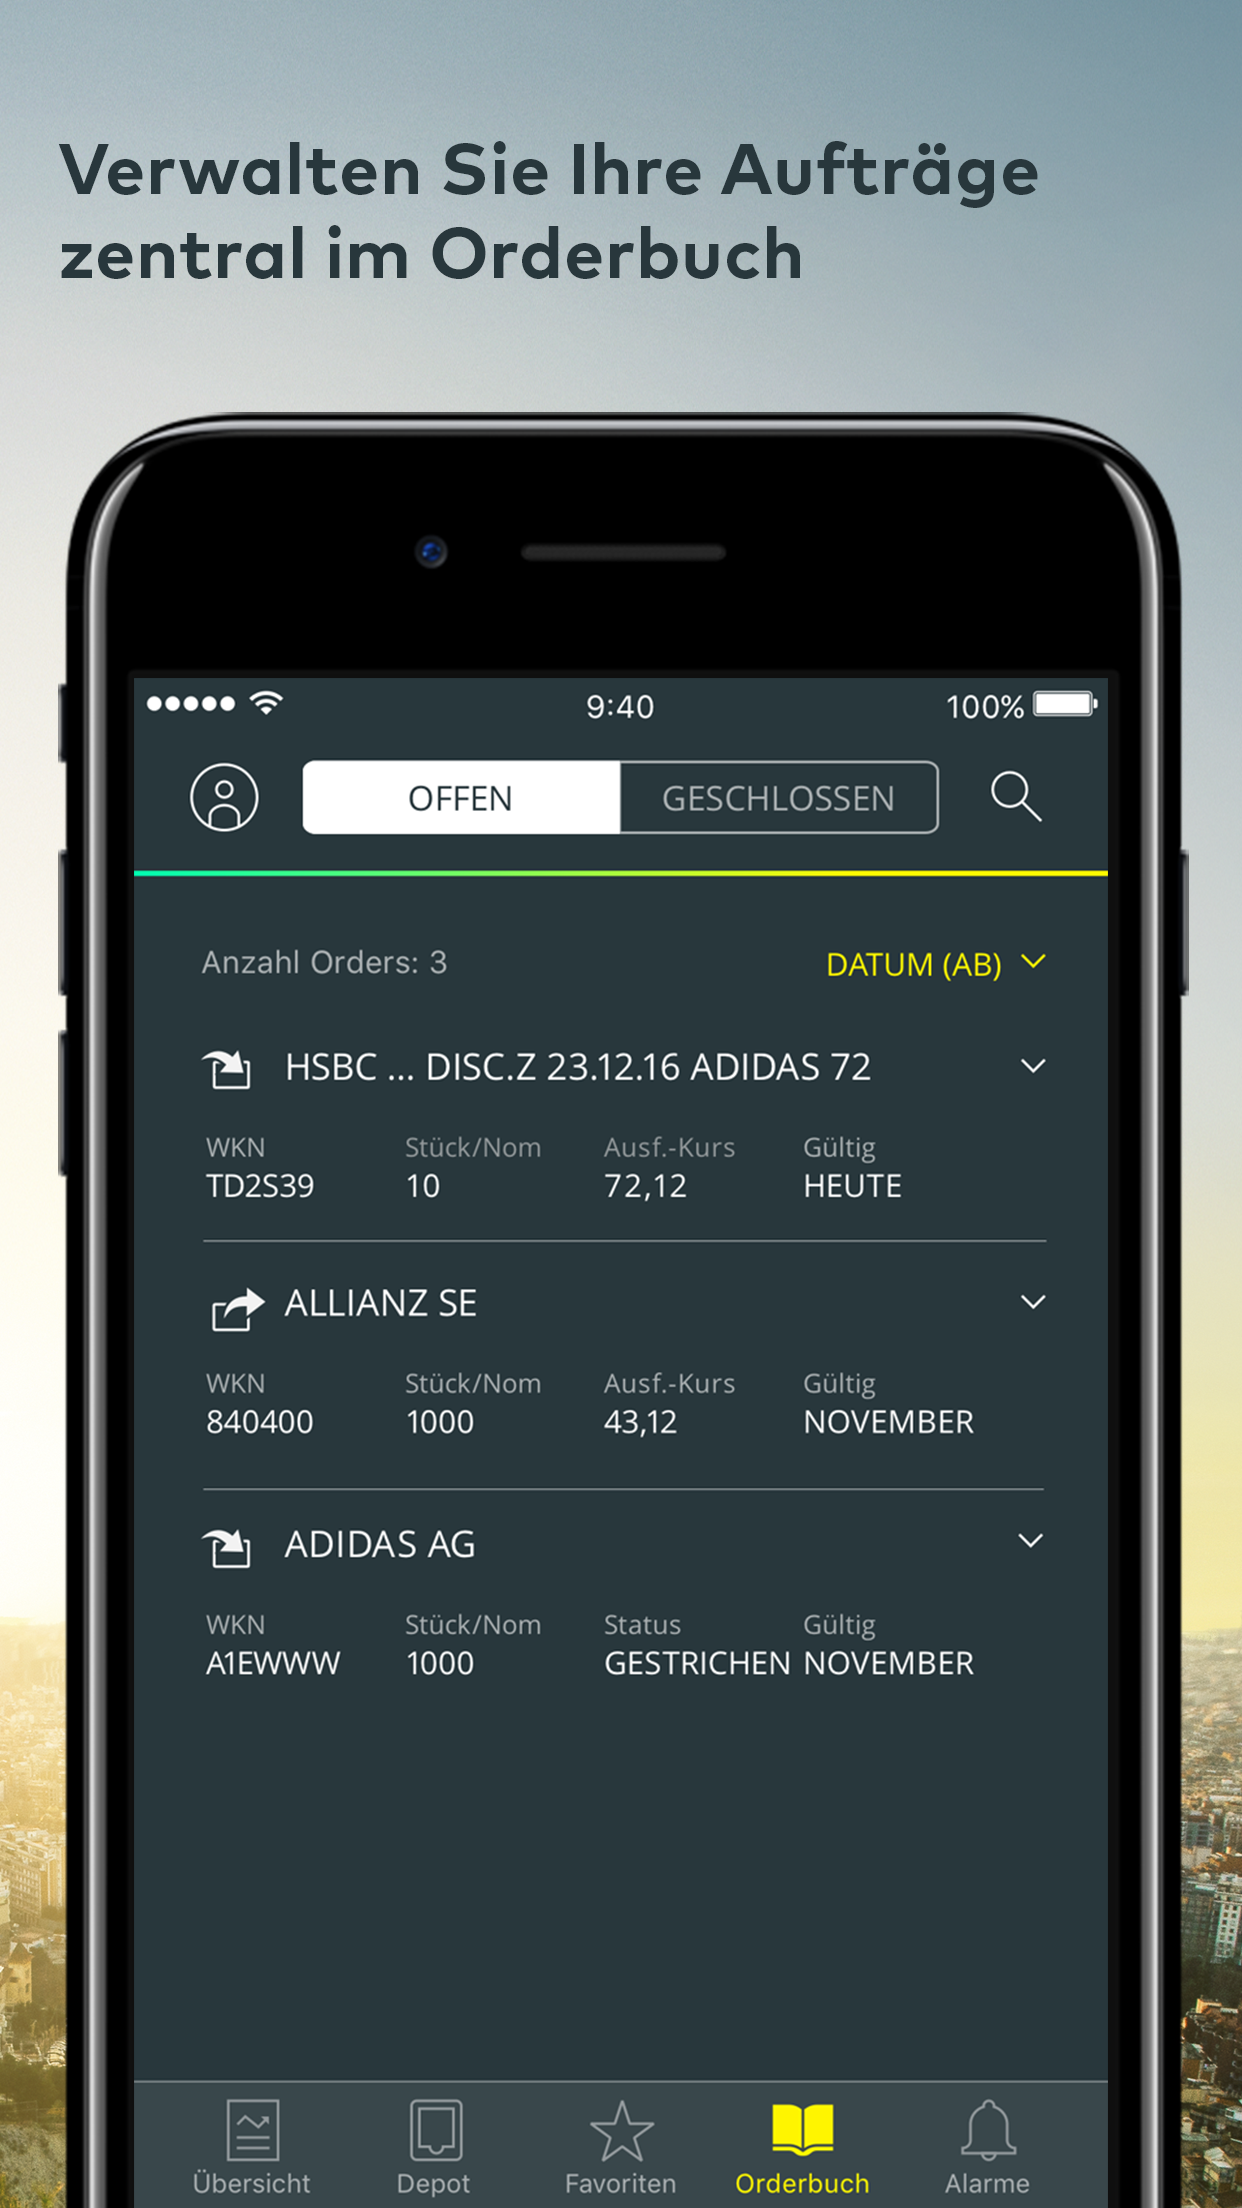 Verwalten Sie Ihre Aufträge
zentral im Orderbuch
9:40 100%
OFFEN GESCHLOSSEN
Anzahl Orders: 3 DATUM (AB)
HSBC ... DISC.Z 23.12.16 ADIDAS 72
WKN Stück/Nom Ausf.-Kurs Gültig
TD2S39 10 72,12 HEUTE
ALLIANZ SE
WKN Stück/Nom Ausf.-Kurs Gültig
840400 1000 43,12 NOVEMBER
ADIDAS AG
WKN Stück/Nom Status Gültig
A1EWWW 1000 GESTRICHEN NOVEMBER
Übersicht Depot Favoriten Orderbuch Alarme